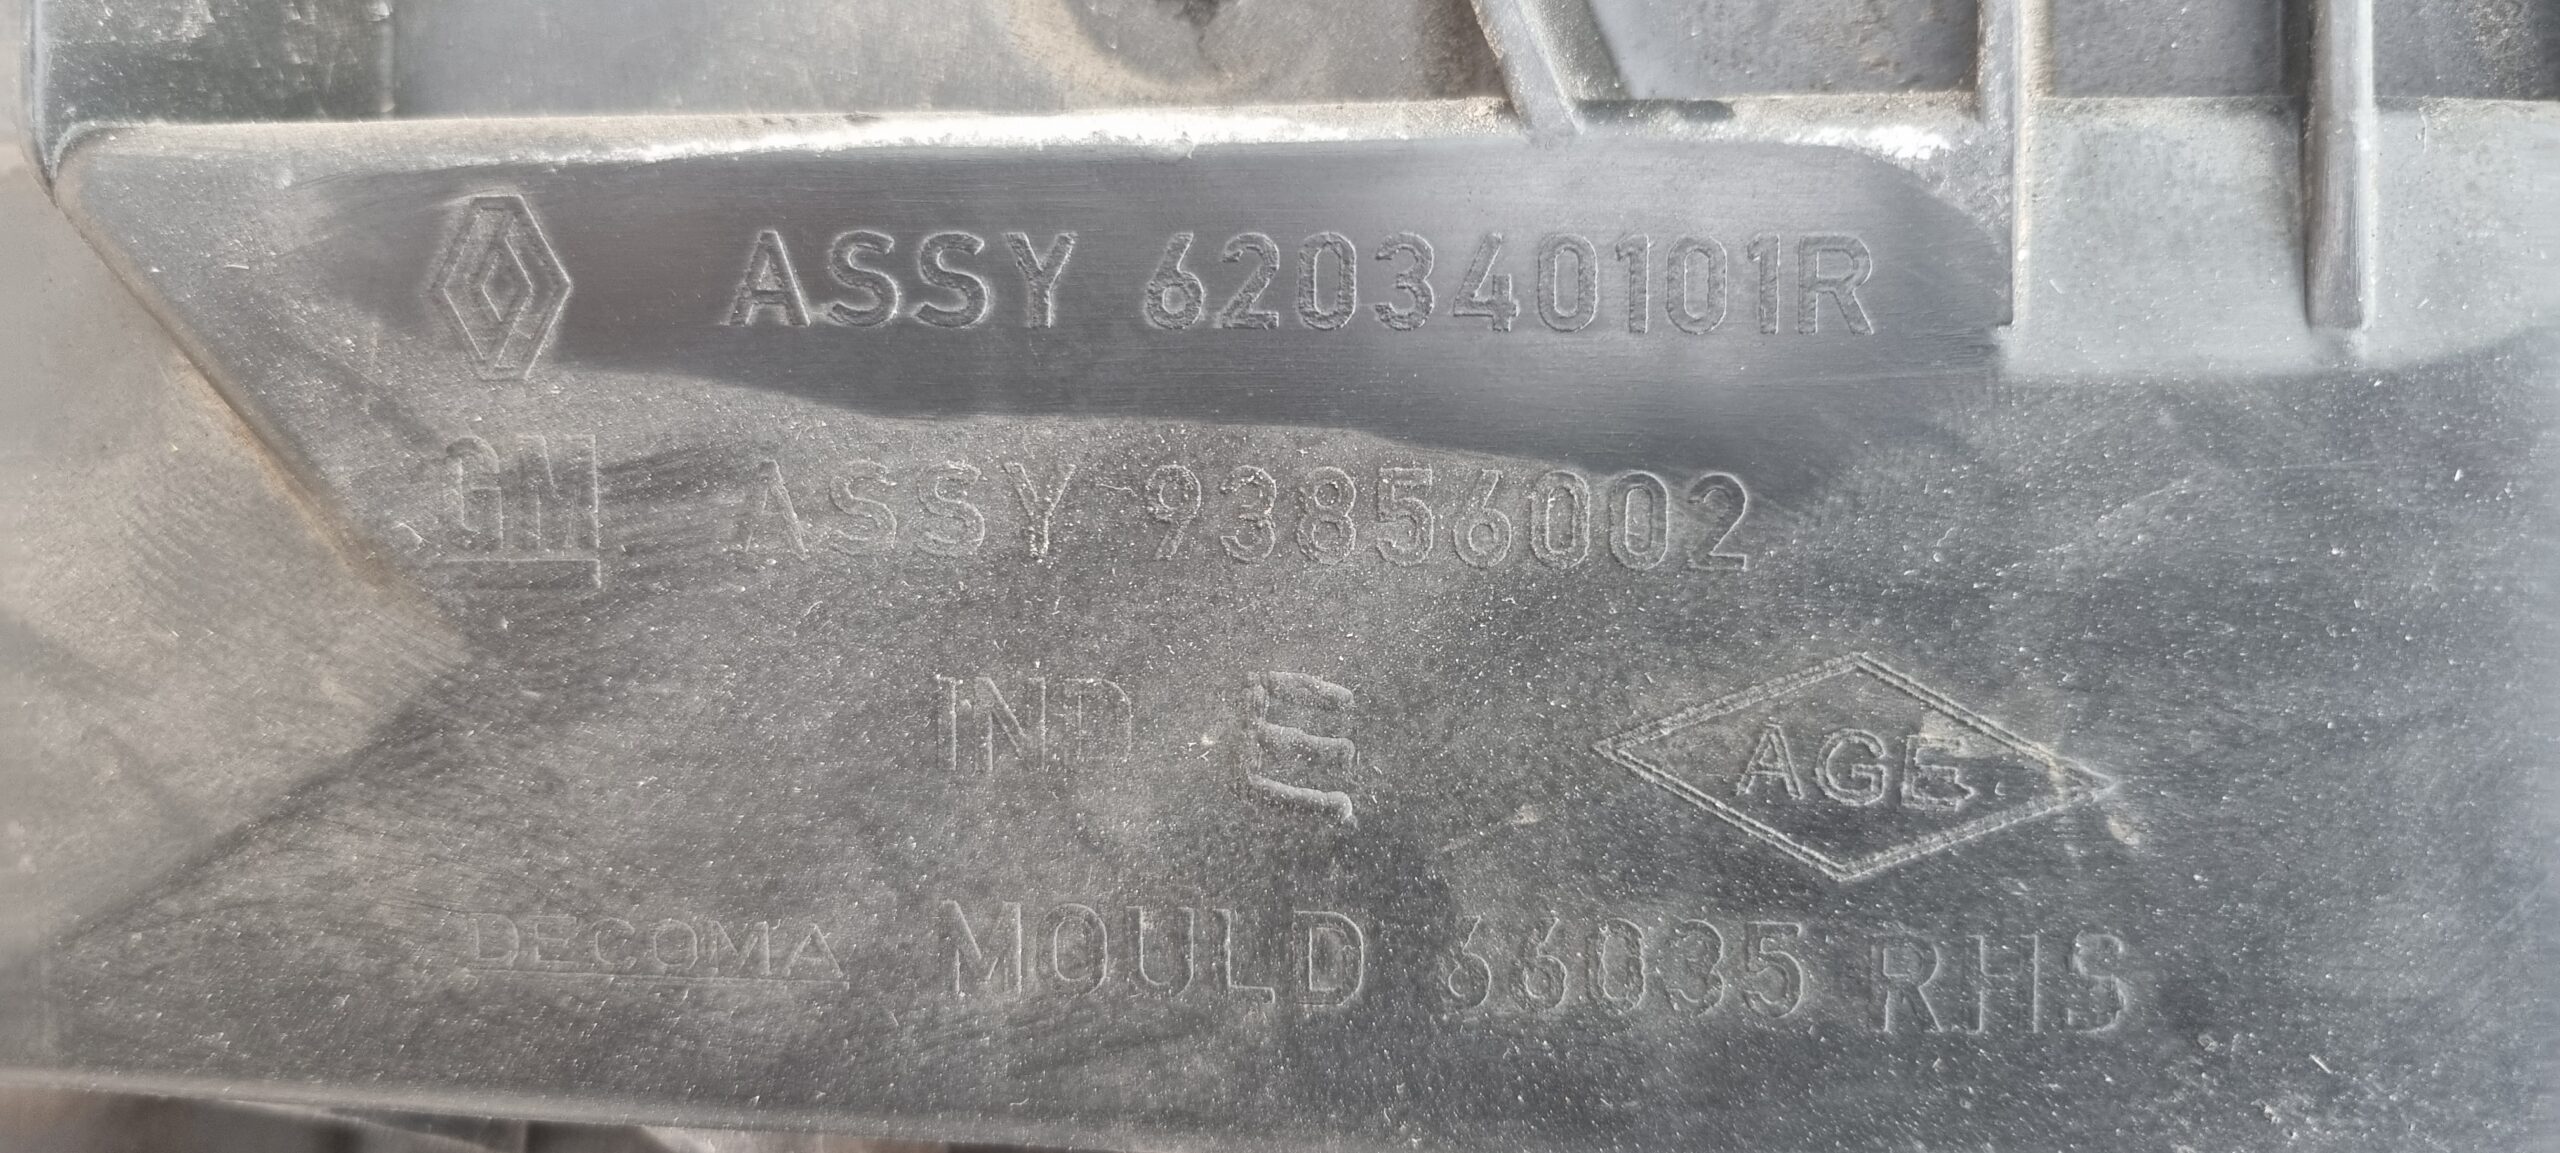 ASSY 620340101R
GM ASSY 93856002
IND E
AGE
DECOMA MOULD 66035 RHS